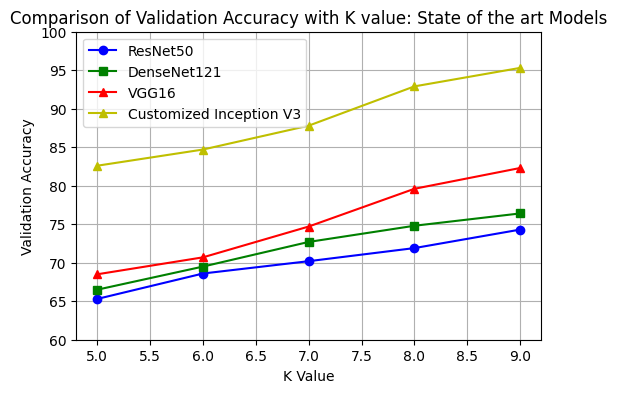 Comparison of Validation Accuracy with K value: State of the art Models
100
95
90
85
80
75
70
65
60
Validation Accuracy
ResNet50
DenseNet121
VGG16
Customized Inception V3
5.0 5.5 6.0 6.5 7.0 7.5 8.0 8.5 9.0
K Value